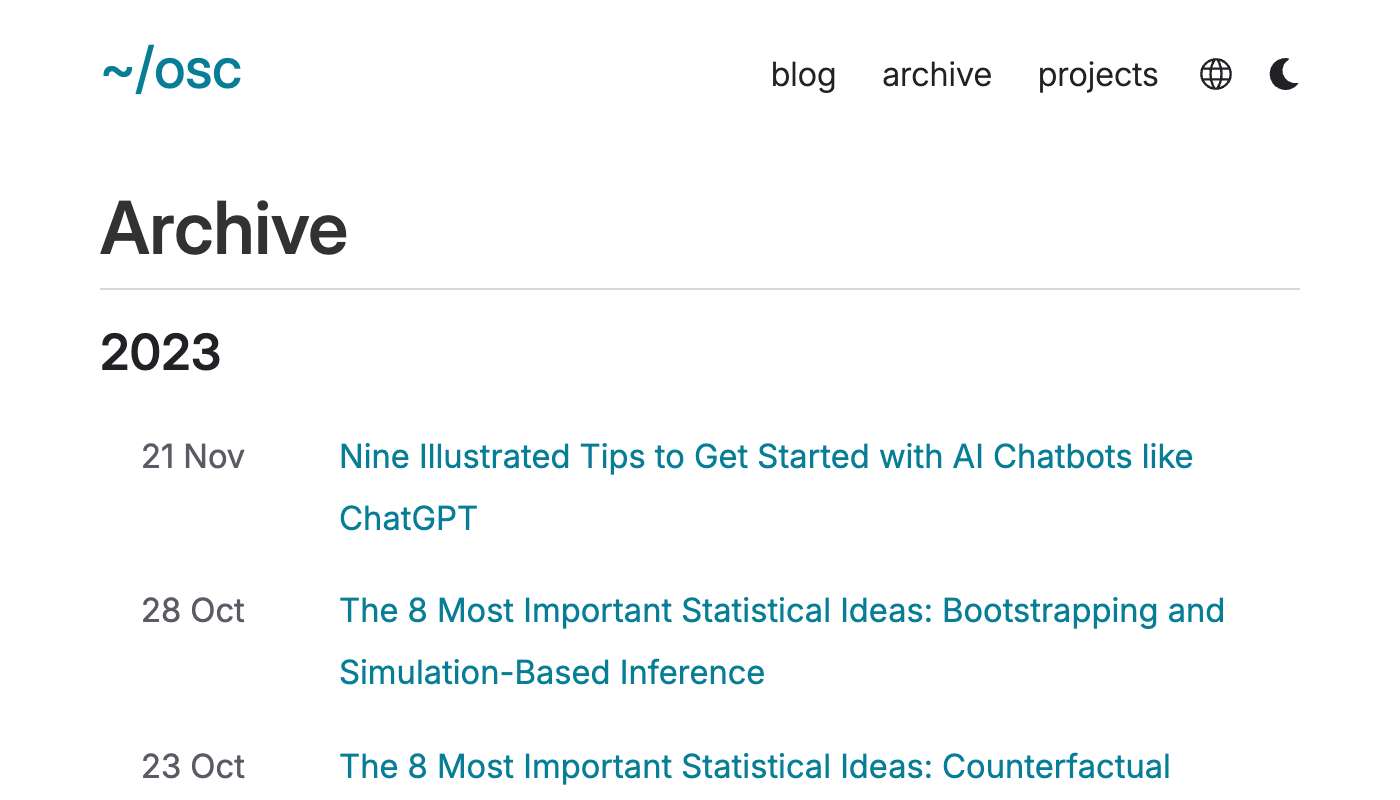 ~/osc
blog archive projects
Archive
2023
21 Nov Nine Illustrated Tips to Get Started with AI Chatbots like
ChatGPT
28 Oct The 8 Most Important Statistical Ideas: Bootstrapping and
Simulation-Based Inference
23 Oct The 8 Most Important Statistical Ideas: Counterfactual